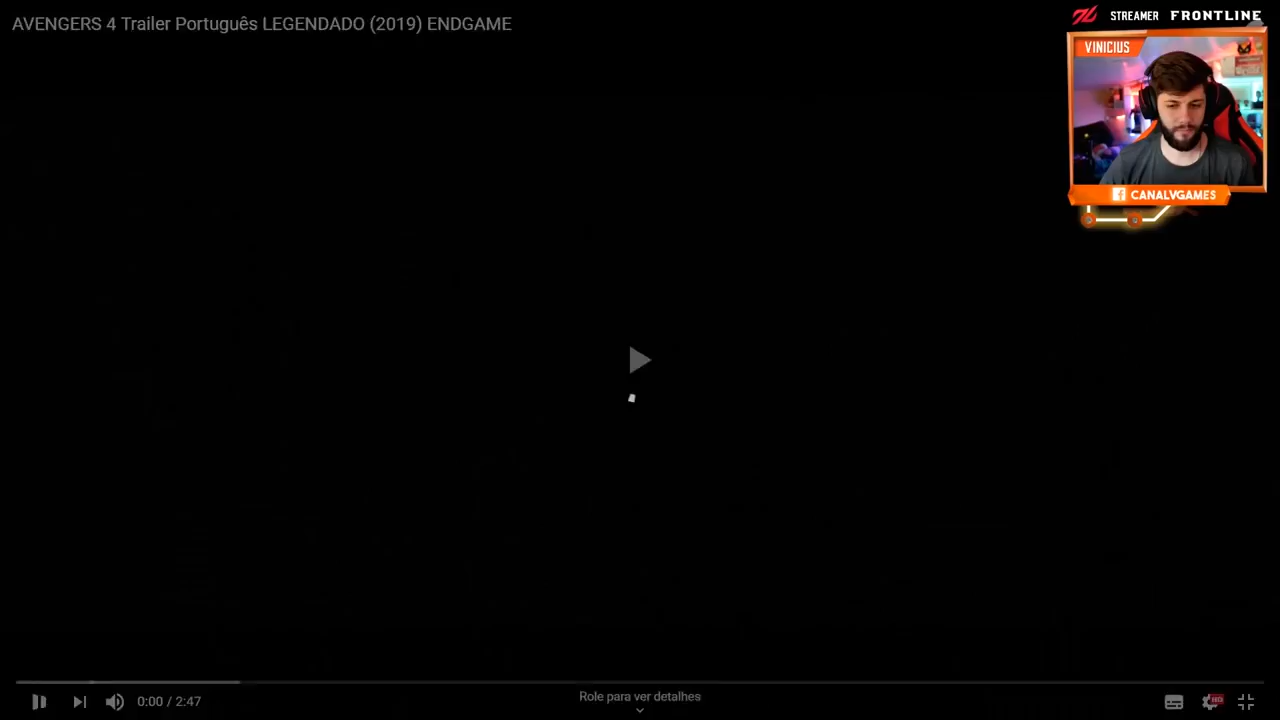 AVENGERS 4 Trailer Português LEGENDADO (2019) ENDGAME
STREAMER FRONTLINE
VINICIUS
CANALVGAMES
Role para ver detalhes
0:00 / 2:47
HD